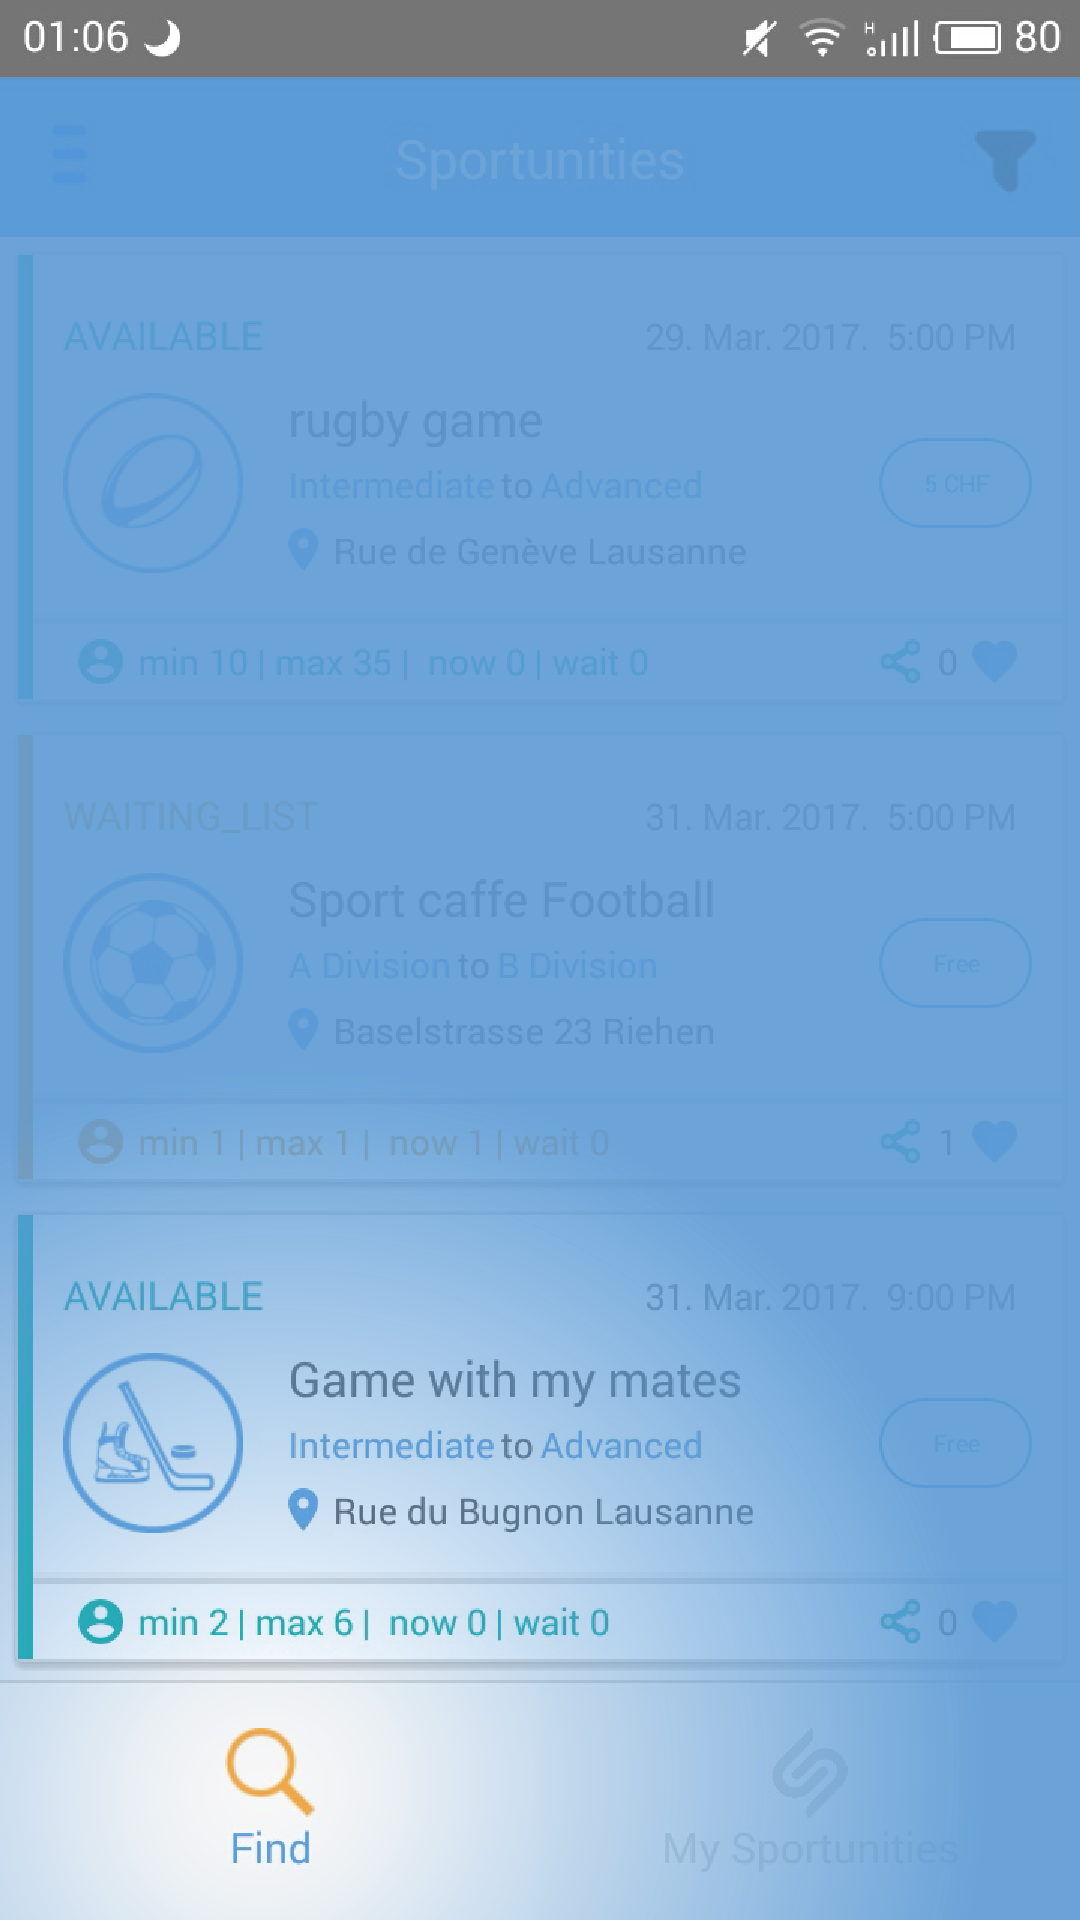 01:06 H 80
Sportunities
AVAILABLE 29. Mar. 2017. 5:00 PM
rugby game
Intermediate to Advanced
5 CHF
Rue de Genève Lausanne
min 10 | max 35 | now 0 | wait 0 0
WAITING_LIST 31. Mar. 2017. 5:00 PM
Sport caffe Football
A Division to B Division
Free
Baselstrasse 23 Riehen
min 1 | max 1 | now 1 | wait 0 1
AVAILABLE 31. Mar. 2017. 9:00 PM
Game with my mates
Intermediate to Advanced
Free
Rue du Bugnon Lausanne
min 2 | max 6 | now 0 | wait 0 0
Find My Sportunities